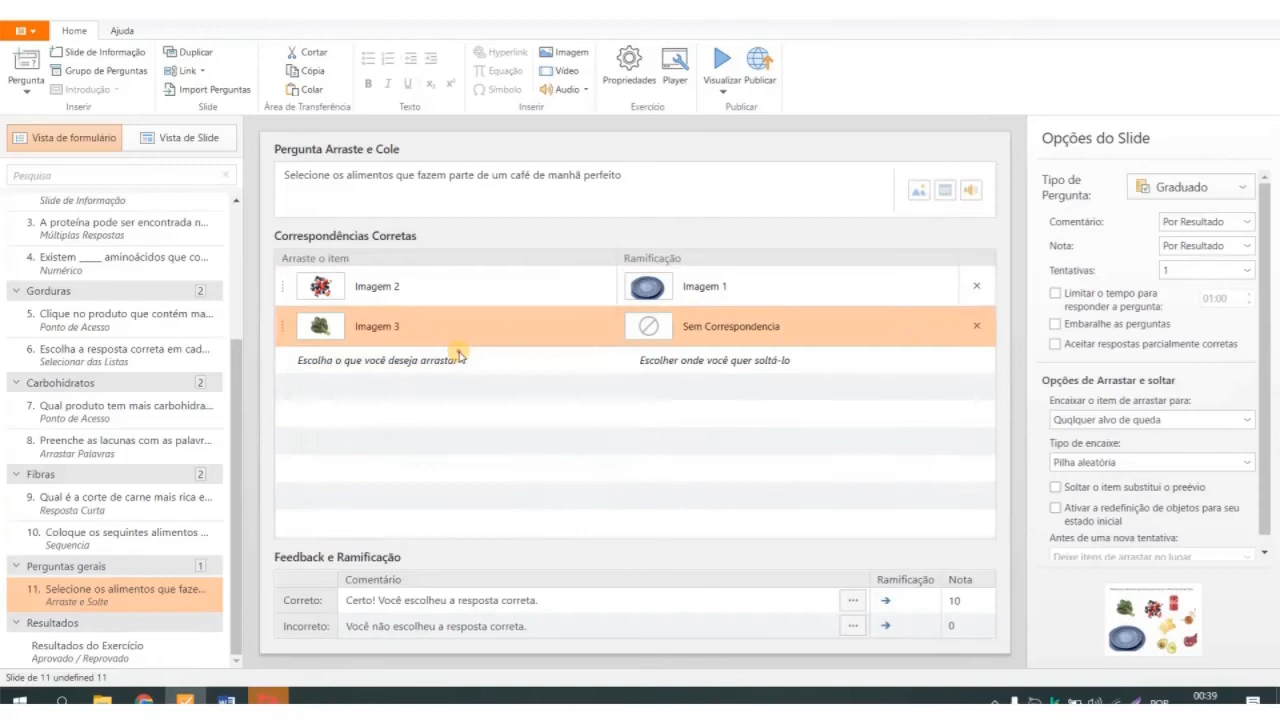 Home
Ajuda
Pergunta
Slide de Informação
Grupo de Perguntas
Introdução
Inserir
Duplicar
Link
Import Perguntas
Slide
Cortar
Cópia
Colar
Área de Transferência
B I U x₂ x²
Texto
Hyperlink
Equação
Símbolo
Imagem
Vídeo
Audio
Inserir
Propriedades
Player
Exercício
Visualizar
Publicar
Publicar
Vista de formulário
Vista de Slide
Pesquisa
Slide de Informação
3. A proteína pode ser encontrada n...
Múltiplas Respostas
4. Existem ____ aminoácidos que co...
Numérico
Gorduras 2
5. Clique no produto que contém ma...
Ponto de Acesso
6. Escolha a resposta correta em cad...
Selecionar das Listas
Carbohidratos 2
7. Qual produto tem mais carbohidra...
Ponto de Acesso
8. Preenche as lacunas com as palavr...
Arrastar Palavras
Fibras 2
9. Qual é a corte de carne mais rica e...
Resposta Curta
10. Coloque os sequintes alimentos ...
Sequencia
Perguntas gerais 1
11. Selecione os alimentos que faze...
Arraste e Solte
Resultados
Resultados do Exercício
Aprovado / Reprovado
Slide de 11 undefined 11
Pergunta Arraste e Cole
Selecione os alimentos que fazem parte de um café de manhã perfeito
Correspondências Corretas
Arraste o item
Ramificação
Imagem 2
Imagem 1
Imagem 3
Sem Correspondencia
Escolha o que você deseja arrastar
Escolher onde você quer soltá-lo
Feedback e Ramificação
Comentário
Ramificação
Nota
Correto: Certo! Você escolheu a resposta correta. ... 10
Incorreto: Você não escolheu a resposta correta. ... 0
Opções do Slide
Tipo de
Pergunta:
Graduado
Comentário: Por Resultado
Nota: Por Resultado
Tentativas: 1
Limitar o tempo para
responder a pergunta:
01:00
Embaralhe as perguntas
Aceitar respostas parcialmente corretas
Opções de Arrastar e soltar
Encaixar o item de arrastar para:
Quqlquer alvo de queda
Tipo de encaixe:
Pilha aleatória
Soltar o item substitui o preévio
Ativar a redefinição de objetos para seu
estado inicial
Antes de uma nova tentativa:
Deixe itens de arrastar no lugar
POR
00:39